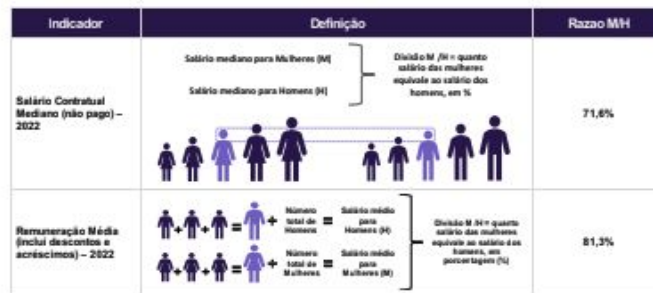 Indicador
Definição
Razao M/H
Salário Contratual
Mediano (não pago) –
2022
Salário mediano para Mulheres (M)
Salário mediano para Homens (H)
Divisão M /H = quanto
salário das mulheres
equivale ao salário dos
homens, em %
71,6%
Remuneração Média
(inclui descontos e
acréscimos) – 2022
+ + = ÷
Número
total de
Homens
=
Salário médio
para
Homens (H)
+ + = ÷
Número
total de
Mulheres
=
Salário médio
para
Mulheres (M)
Divisão M /H = quanto
salário das mulheres
equivale ao salário dos
homens, em
porcentagem (%)
81,3%